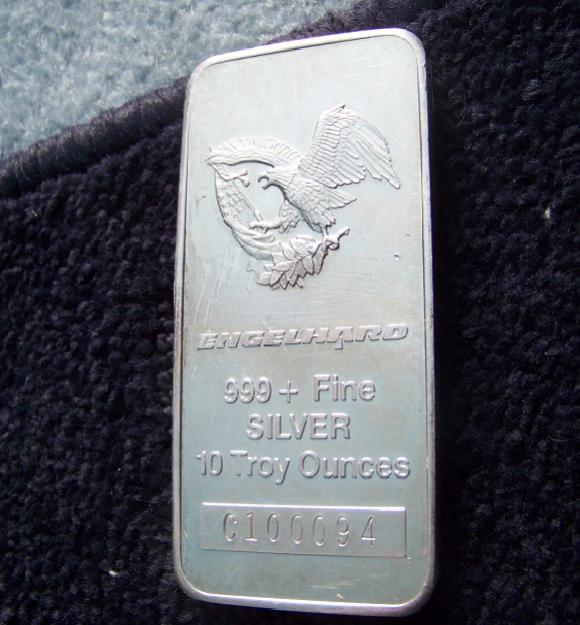 ENGELHARD
999+ Fine
SILVER
10 Troy Ounces
C100094